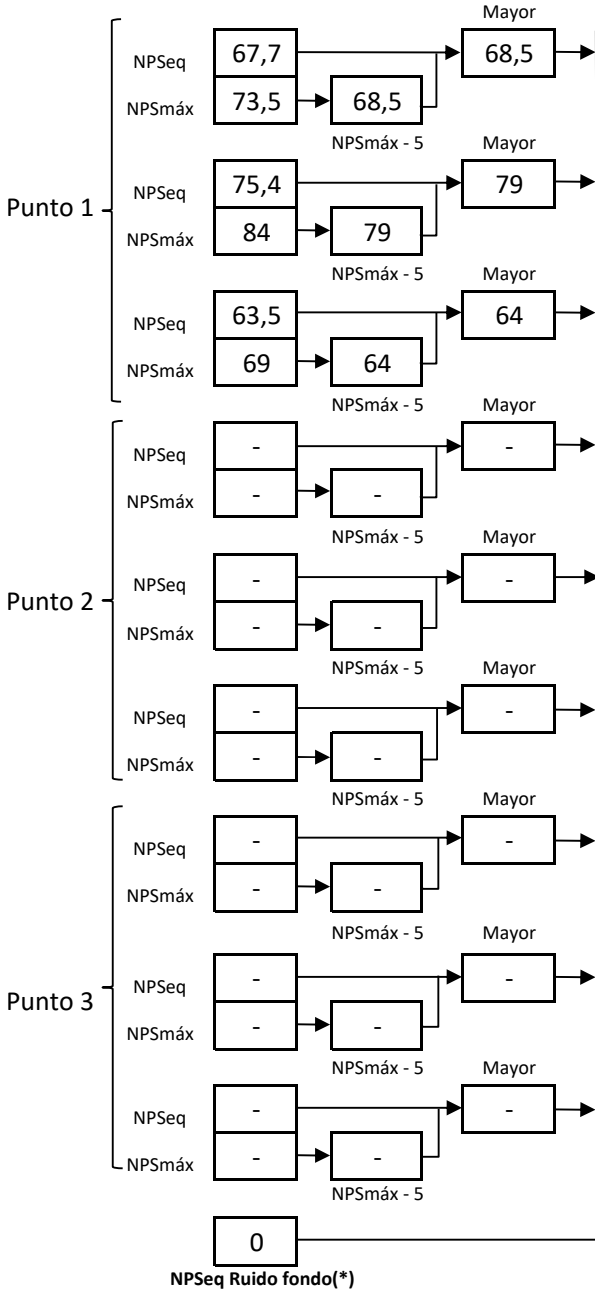 Mayor
NPSeq 67,7 68,5
NPSmáx 73,5 68,5
NPSmáx - 5 Mayor
Punto 1
NPSeq 75,4 79
NPSmáx 84 79
NPSmáx - 5 Mayor
NPSeq 63,5 64
NPSmáx 69 64
NPSmáx - 5 Mayor
NPSeq - -
NPSmáx - -
NPSmáx - 5 Mayor
Punto 2
NPSeq - -
NPSmáx - -
NPSmáx - 5 Mayor
NPSeq - -
NPSmáx - -
NPSmáx - 5 Mayor
NPSeq - -
NPSmáx - -
NPSmáx - 5 Mayor
Punto 3
NPSeq - -
NPSmáx - -
NPSmáx - 5 Mayor
NPSeq - -
NPSmáx - -
NPSmáx - 5
0
NPSeq Ruido fondo(*)